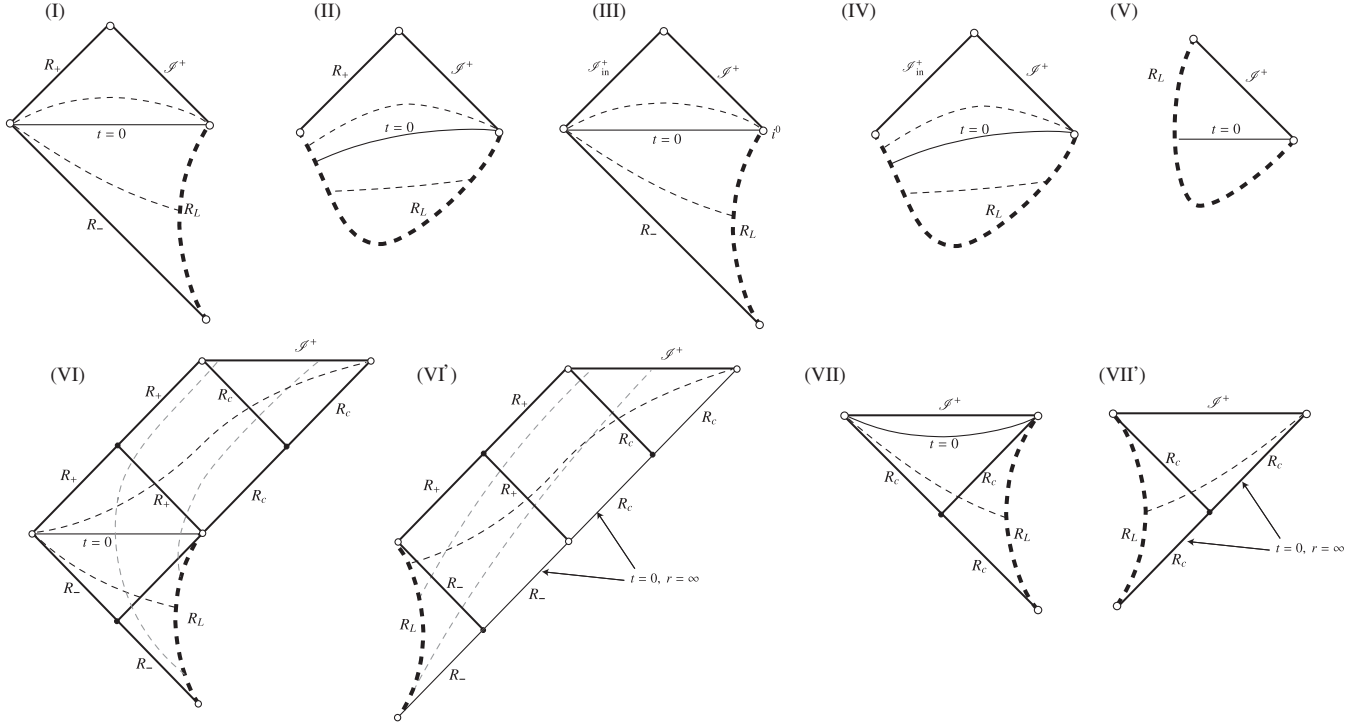 (I)
R₊
𝒥⁺
t = 0
R_L
R₋
(II)
R₊
𝒥⁺
t = 0
R_L
(III)
𝒥⁺in
𝒥⁺
t = 0
i⁰
R_L
R₋
(IV)
𝒥⁺in
𝒥⁺
t = 0
R_L
(V)
R_L
𝒥⁺
t = 0
(VI)
𝒥⁺
R₊
R_c
R_c
R₊
R₊
R_c
t = 0
R₋
R_L
R₋
(VI')
𝒥⁺
R₊
R_c
R_c
R₊
R₊
R_c
R₋
t = 0, r = ∞
R_L
R₋
R₋
(VII)
𝒥⁺
t = 0
R_c
R_c
R_L
R_c
(VII')
𝒥⁺
R_c
R_c
R_L
R_c
t = 0, r = ∞